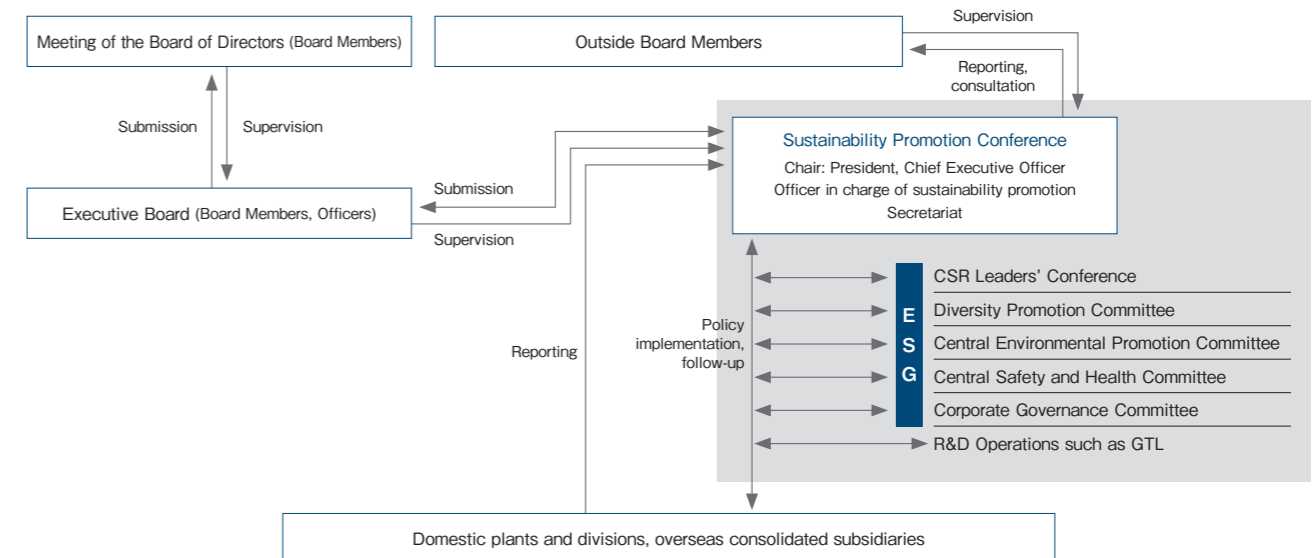 Supervision
Meeting of the Board of Directors (Board Members)
Outside Board Members
Reporting,
consultation
Submission
Supervision
Sustainability Promotion Conference
Chair: President, Chief Executive Officer
Officer in charge of sustainability promotion
Secretariat
Submission
Executive Board (Board Members, Officers)
Supervision
CSR Leaders’ Conference
Diversity Promotion Committee
Central Environmental Promotion Committee
Central Safety and Health Committee
Corporate Governance Committee
R&D Operations such as GTL
E
S
G
Policy
implementation,
follow-up
Reporting
Domestic plants and divisions, overseas consolidated subsidiaries